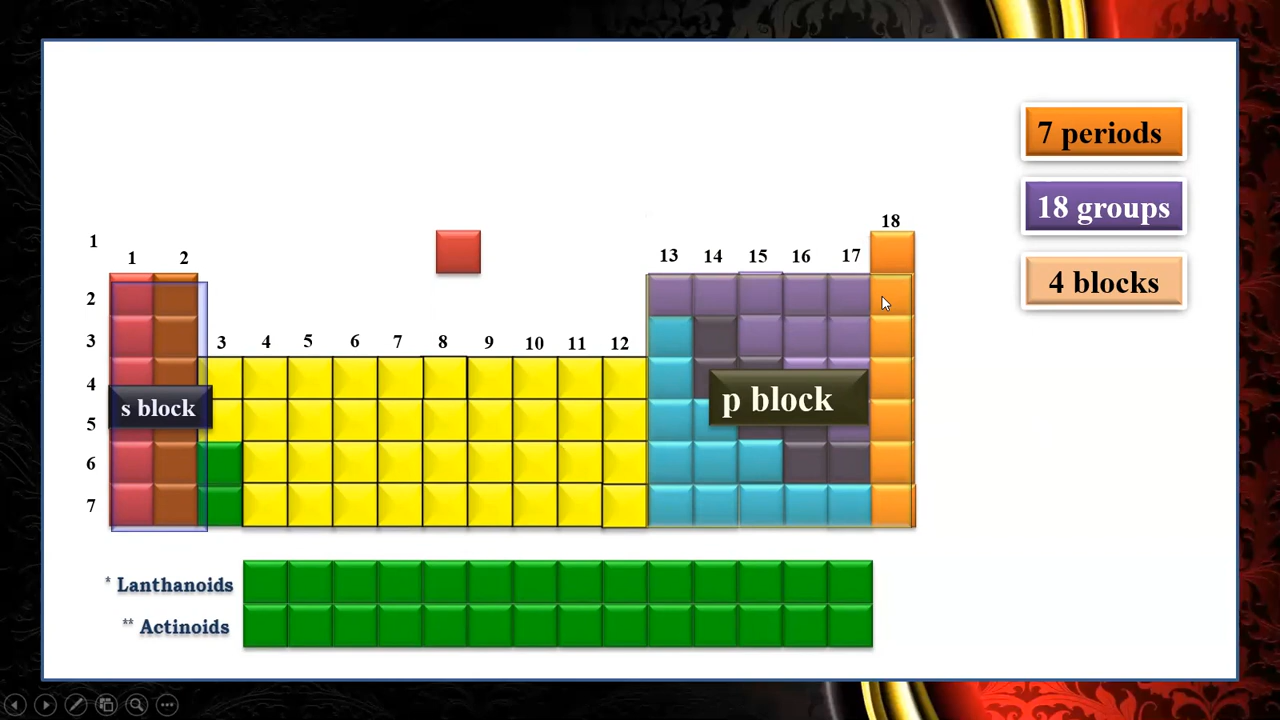 7 periods
18 groups
4 blocks
18
1
1 2
13 14 15 16 17
2
3
3 4 5 6 7 8 9 10 11 12
4
s block
p block
5
6
7
* Lanthanoids
** Actinoids